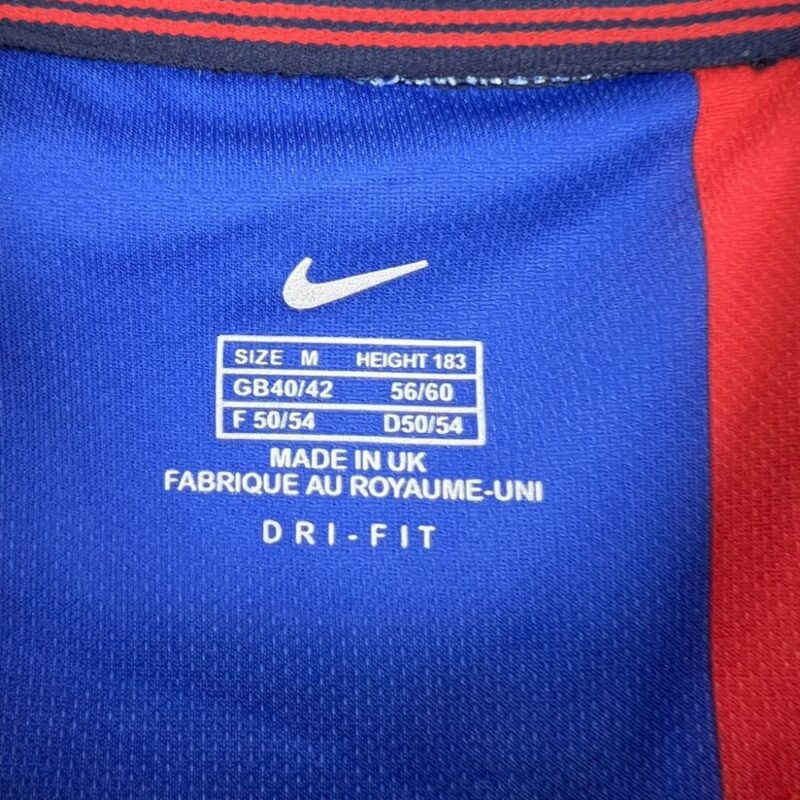 SIZE M HEIGHT 183
GB40/42 56/60
F 50/54 D50/54
MADE IN UK
FABRIQUE AU ROYAUME-UNI
DRI-FIT